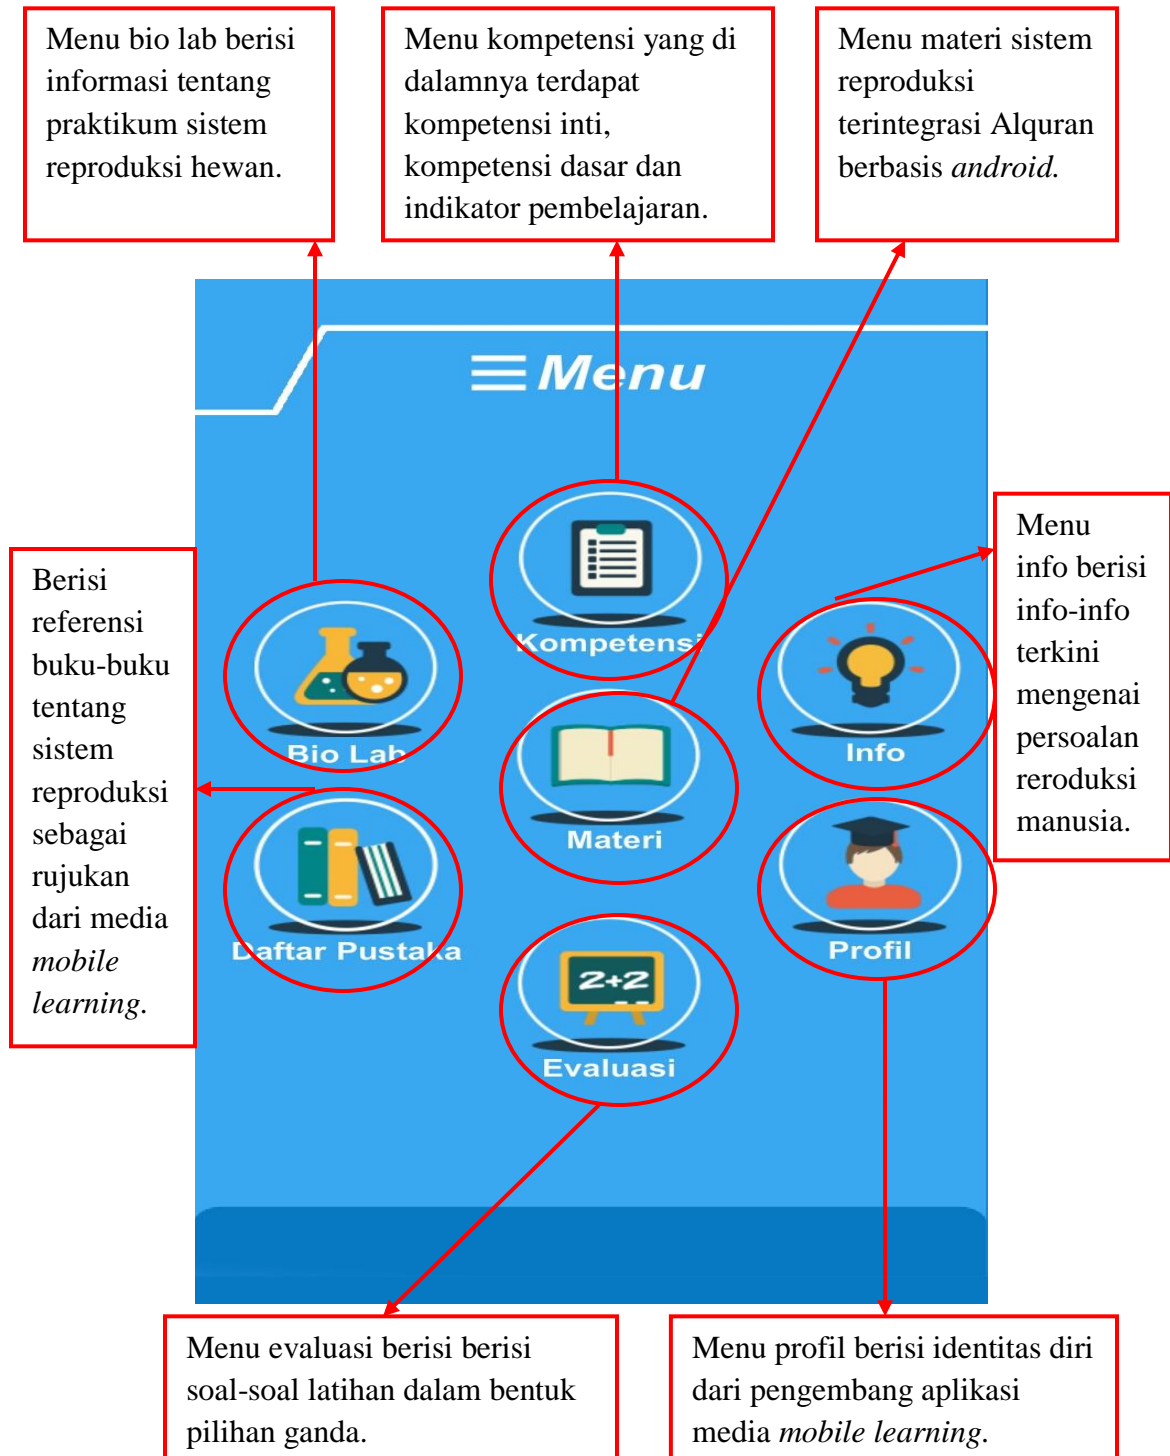 Menu bio lab berisi
informasi tentang
praktikum sistem
reproduksi hewan.
Menu kompetensi yang di
dalamnya terdapat
kompetensi inti,
kompetensi dasar dan
indikator pembelajaran.
Menu materi sistem
reproduksi
terintegrasi Alquran
berbasis android.
Menu
Kompetensi
Bio Lab
Info
Materi
Daftar Pustaka
Profil
2+2
Evaluasi
Menu
info berisi
info-info
terkini
mengenai
persoalan
reroduksi
manusia.
Berisi
referensi
buku-buku
tentang
sistem
reproduksi
sebagai
rujukan
dari media
mobile
learning.
Menu evaluasi berisi berisi
soal-soal latihan dalam bentuk
pilihan ganda.
Menu profil berisi identitas diri
dari pengembang aplikasi
media mobile learning.